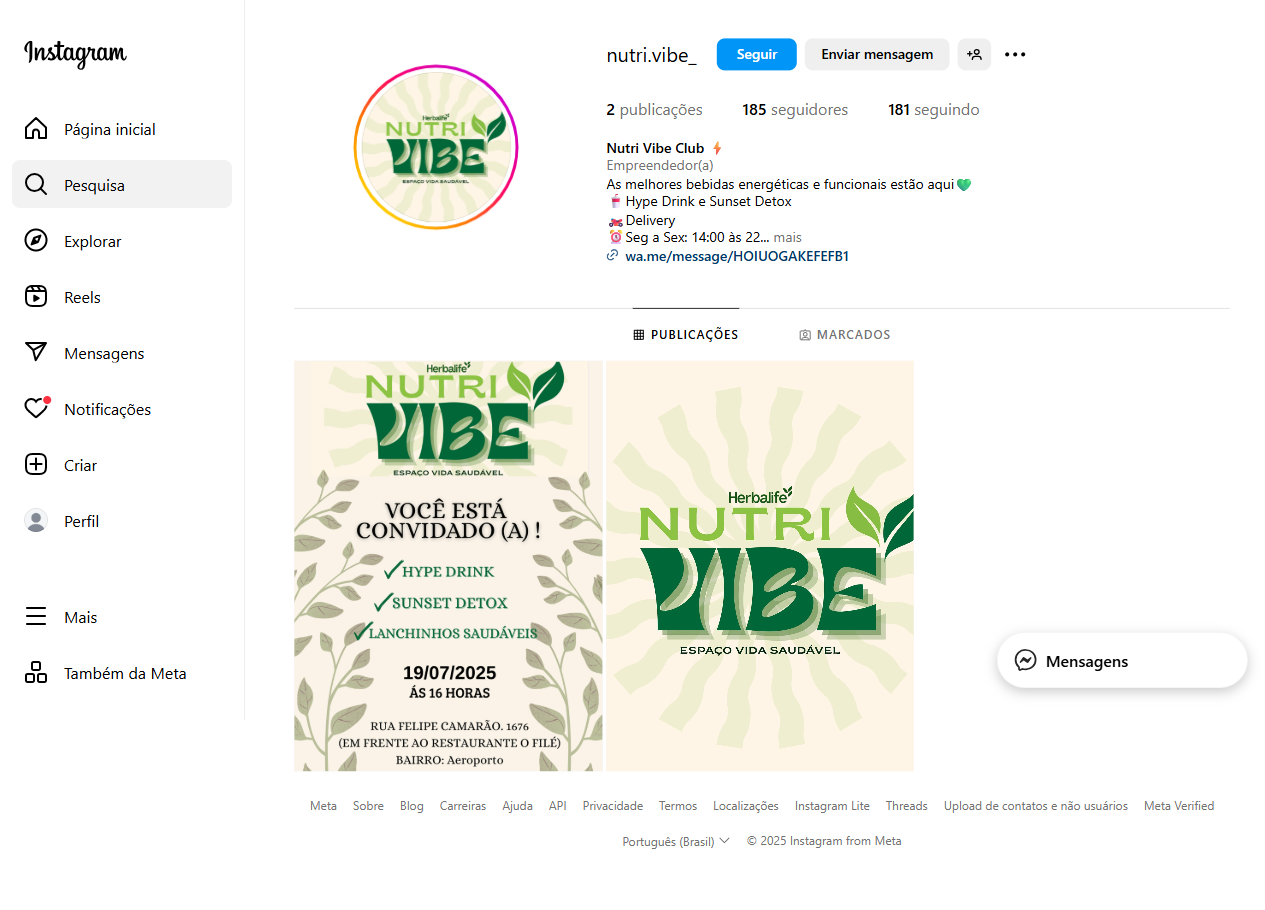 Instagram
Página inicial
Pesquisa
Explorar
Reels
Mensagens
Notificações
Criar
Perfil
Mais
Também da Meta
Herbalife
NUTRI
VIBE
ESPAÇO VIDA SAUDÁVEL
nutri.vibe_ Seguir Enviar mensagem
2 publicações 185 seguidores 181 seguindo
Nutri Vibe Club
Empreendedor(a)
As melhores bebidas energéticas e funcionais estão aqui
Hype Drink e Sunset Detox
Delivery
Seg a Sex: 14:00 às 22... mais
wa.me/message/HOIUOGAKEFEFB1
PUBLICAÇÕES MARCADOS
Herbalife
NUTRI
VIBE
ESPAÇO VIDA SAUDÁVEL
VOCÊ ESTÁ
CONVIDADO (A) !
HYPE DRINK
SUNSET DETOX
LANCHINHOS SAUDÁVEIS
19/07/2025
ÁS 16 HORAS
RUA FELIPE CAMARÃO. 1676
(EM FRENTE AO RESTAURANTE O FILÉ)
BAIRRO: Aeroporto
Herbalife
NUTRI
VIBE
ESPAÇO VIDA SAUDÁVEL
Mensagens
Meta Sobre Blog Carreiras Ajuda API Privacidade Termos Localizações Instagram Lite Threads Upload de contatos e não usuários Meta Verified
Português (Brasil) © 2025 Instagram from Meta